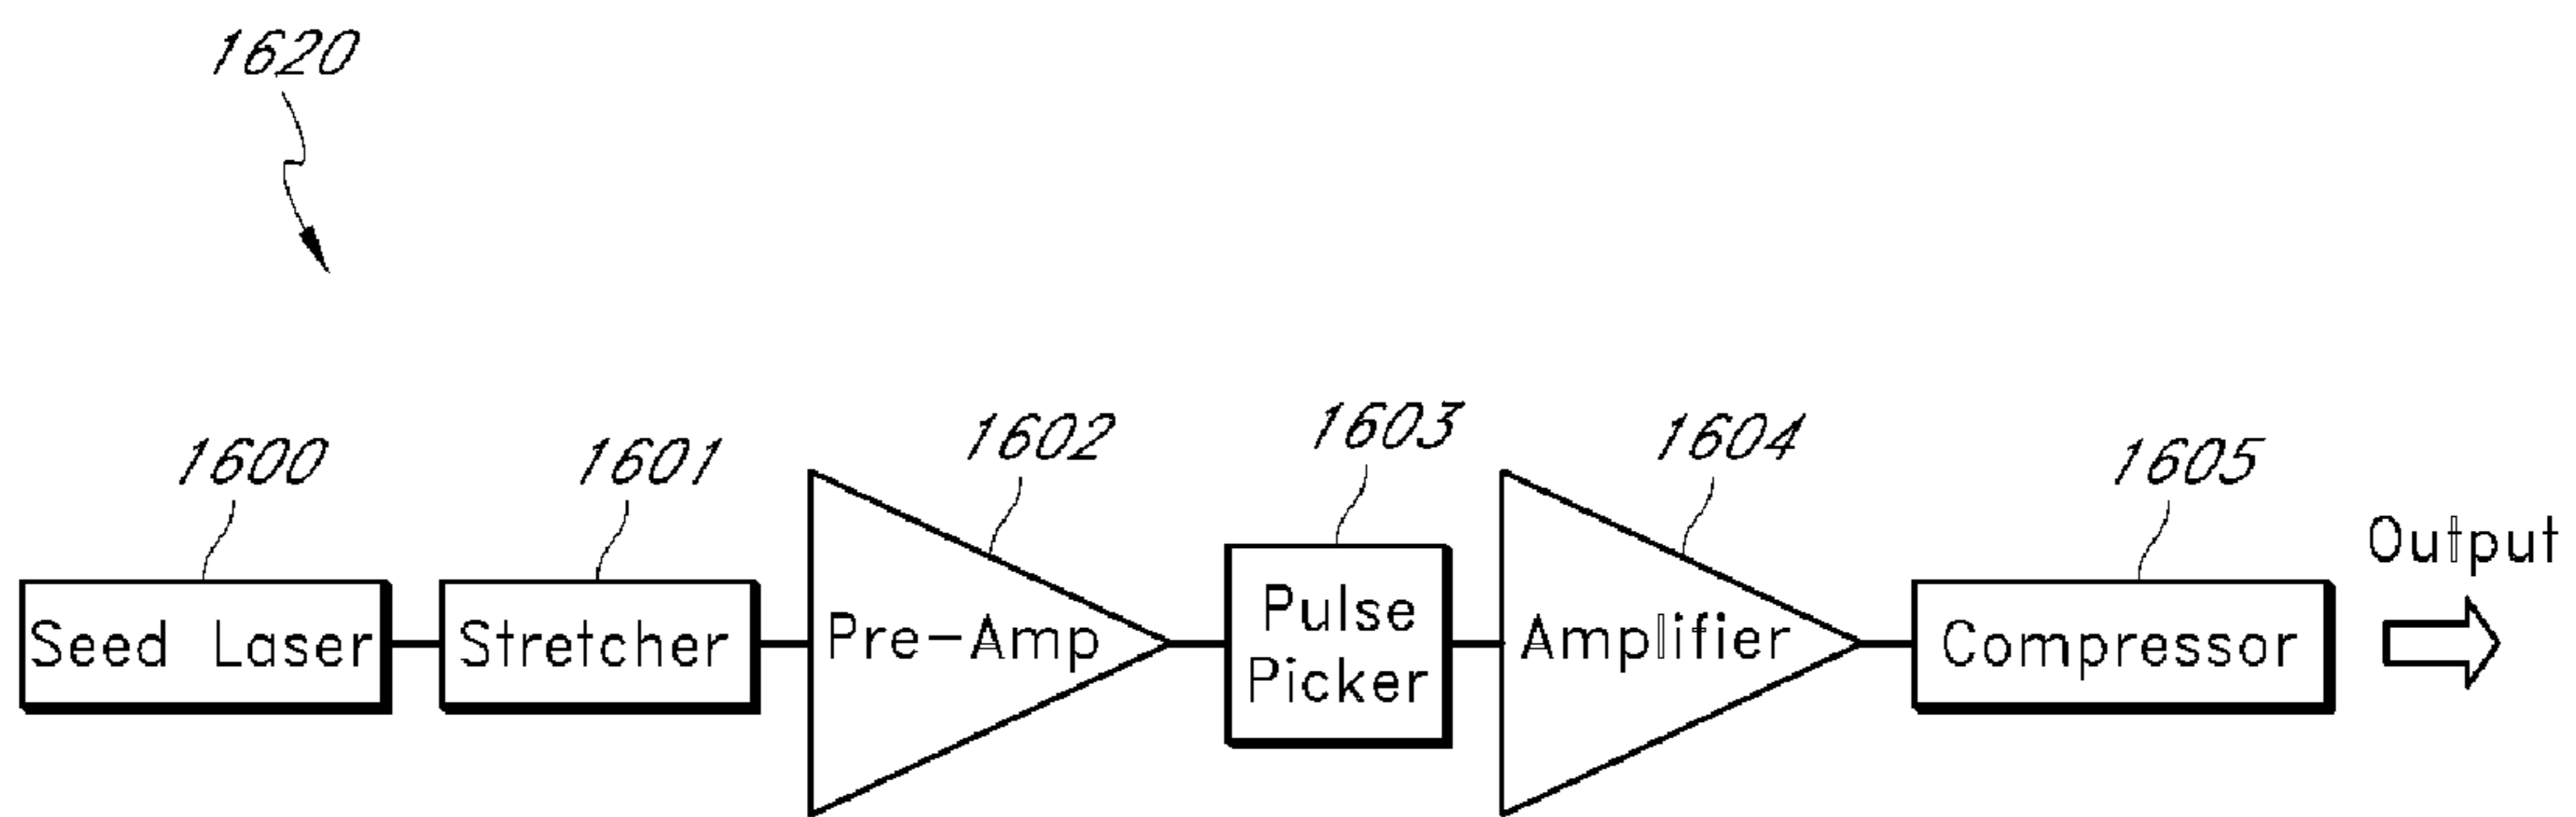 1620
1600
1601
1602
1603
1604
1605
Output
Seed Laser
Stretcher
Pre-Amp
Pulse
Picker
Amplifier
Compressor